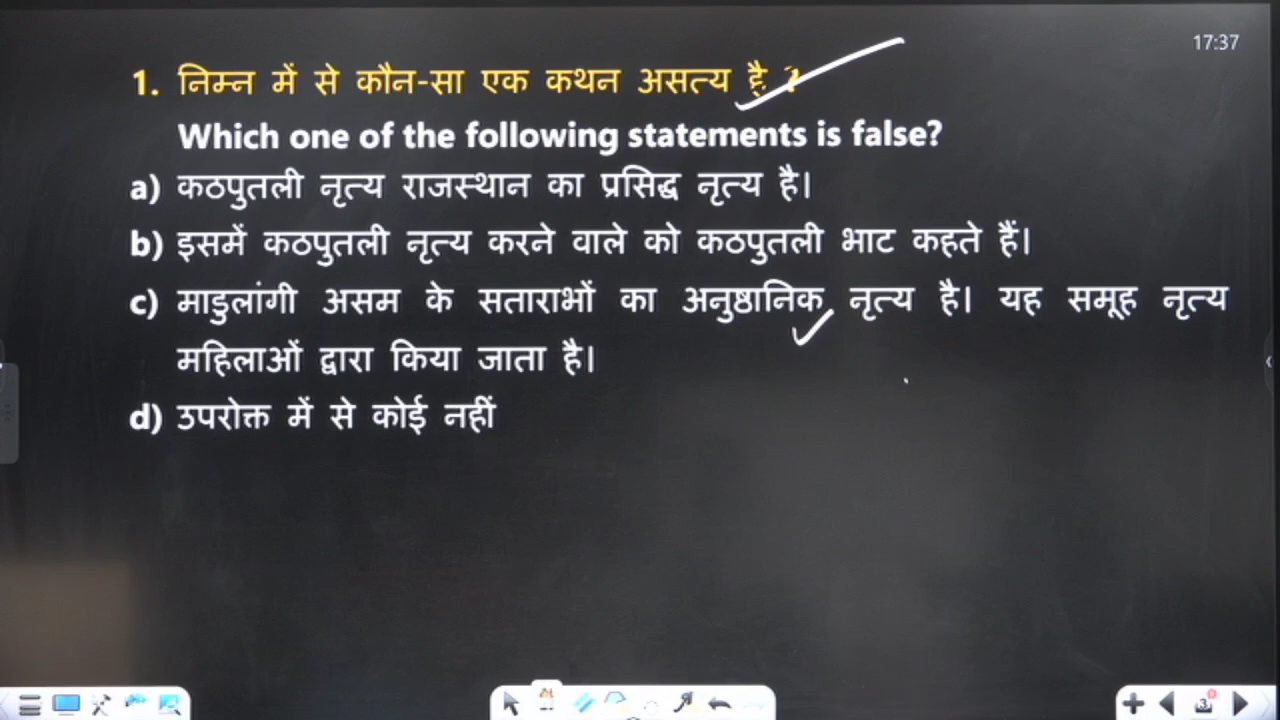 17:37
1. निम्न में से कौन-सा एक कथन असत्य है ?
Which one of the following statements is false?
a) कठपुतली नृत्य राजस्थान का प्रसिद्ध नृत्य है।
b) इसमें कठपुतली नृत्य करने वाले को कठपुतली भाट कहते हैं।
c) माडुलांगी असम के सताराभों का अनुष्ठानिक नृत्य है। यह समूह नृत्य
महिलाओं द्वारा किया जाता है।
d) उपरोक्त में से कोई नहीं
3